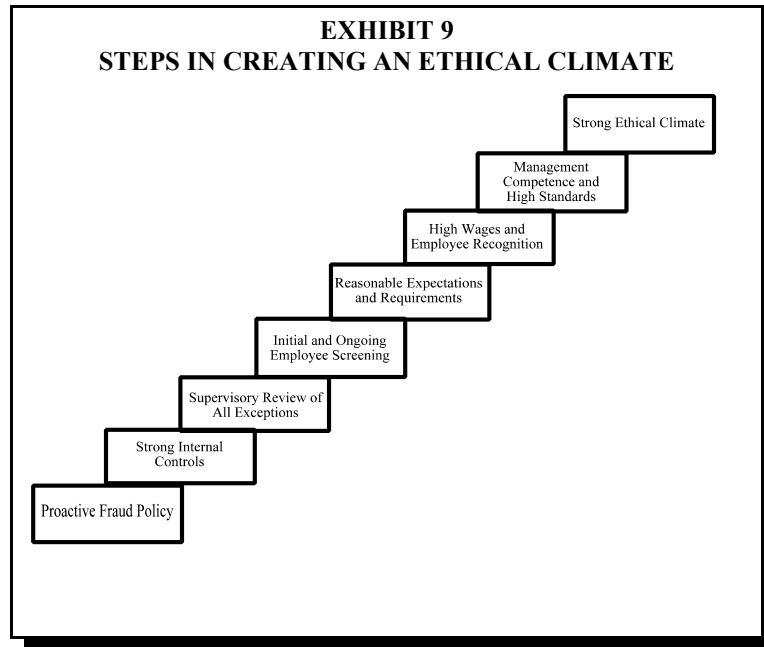 EXHIBIT 9
STEPS IN CREATING AN ETHICAL CLIMATE
Strong Ethical Climate
Management
Competence and
High Standards
High Wages and
Employee Recognition
Reasonable Expectations
and Requirements
Initial and Ongoing
Employee Screening
Supervisory Review of
All Exceptions
Strong Internal
Controls
Proactive Fraud Policy